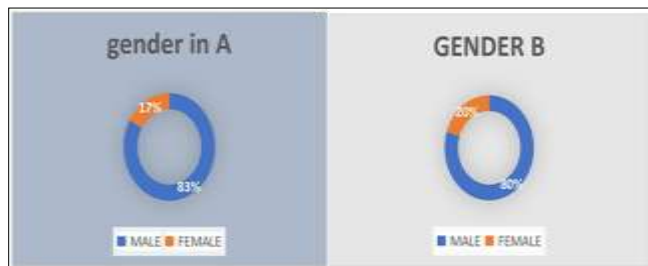 gender in A
17%
83%
MALE FEMALE
GENDER B
20%
80%
MALE FEMALE